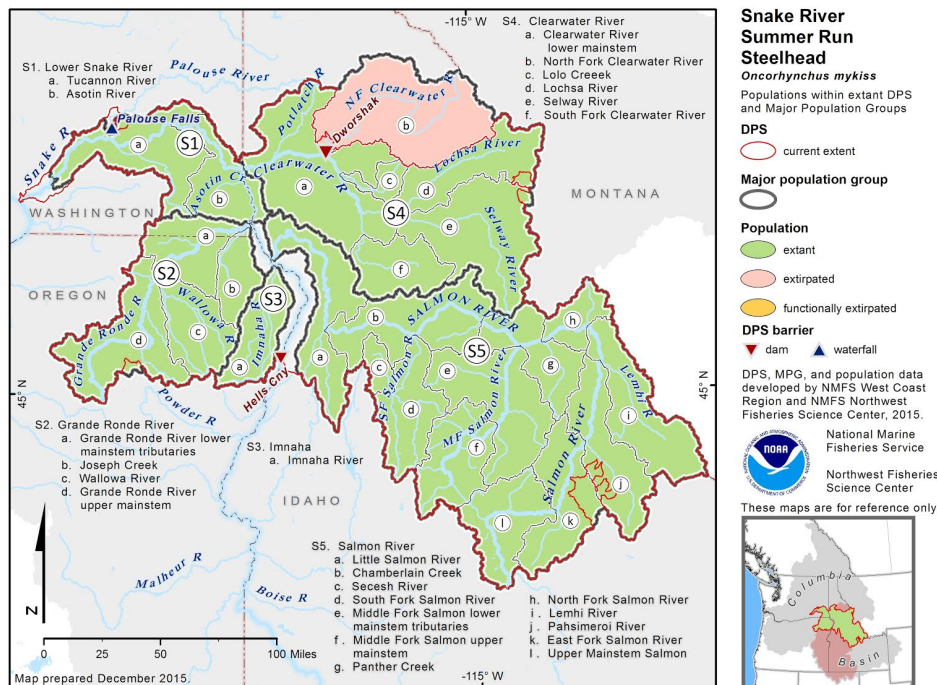 -115° W
S4. Clearwater River
a. Clearwater River
lower mainstem
b. North Fork Clearwater River
c. Lolo Creeek
d. Lochsa River
e. Selway River
f. South Fork Clearwater River
S1. Lower Snake River
a. Tucannon River
b. Asotin River
Palouse River
Potlatch R
NF Clearwater R
b
Dworshak
Palouse Falls
Snake R
a
S1
Lochsa River
Asotin Cr
Clearwater R
a
c
d
b
S4
MONTANA
WASHINGTON
e
Selway River
a
f
S2
OREGON
b
S3
Wallowa R
Imnaha R
Grande Ronde R
c
d
a
Hells Cny
b
SALMON RIVER
h
S5
a
c
SF Salmon R
e
g
Lemhi R
d
MF Salmon River
i
f
Salmon River
j
l
k
45° N
45° N
Powder R
S2. Grande Ronde River
a. Grande Ronde River lower
mainstem tributaries
b. Joseph Creek
c. Wallowa River
d. Grande Ronde River
upper mainstem
S3. Imnaha
a. Imnaha River
IDAHO
Malheur R
Boise R
S5. Salmon River
a. Little Salmon River
b. Chamberlain Creek
c. Secesh River
d. South Fork Salmon River
e. Middle Fork Salmon lower
mainstem tributaries
f. Middle Fork Salmon upper
mainstem
g. Panther Creek
h. North Fork Salmon River
i. Lemhi River
j. Pahsimeroi River
k. East Fork Salmon River
l. Upper Mainstem Salmon
N
0 25 50 100 Miles
Map prepared December 2015.
-115° W
Snake River
Summer Run
Steelhead
Oncorhynchus mykiss
Populations within extant DPS
and Major Population Groups
DPS
current extent
Major population group
Population
extant
extirpated
functionally extirpated
DPS barrier
dam
waterfall
DPS, MPG, and population data
developed by NMFS West Coast
Region and NMFS Northwest
Fisheries Science Center, 2015.
NOAA
National Marine
Fisheries Service
Northwest Fisheries
Science Center
These maps are for reference only
Columbia
Basin